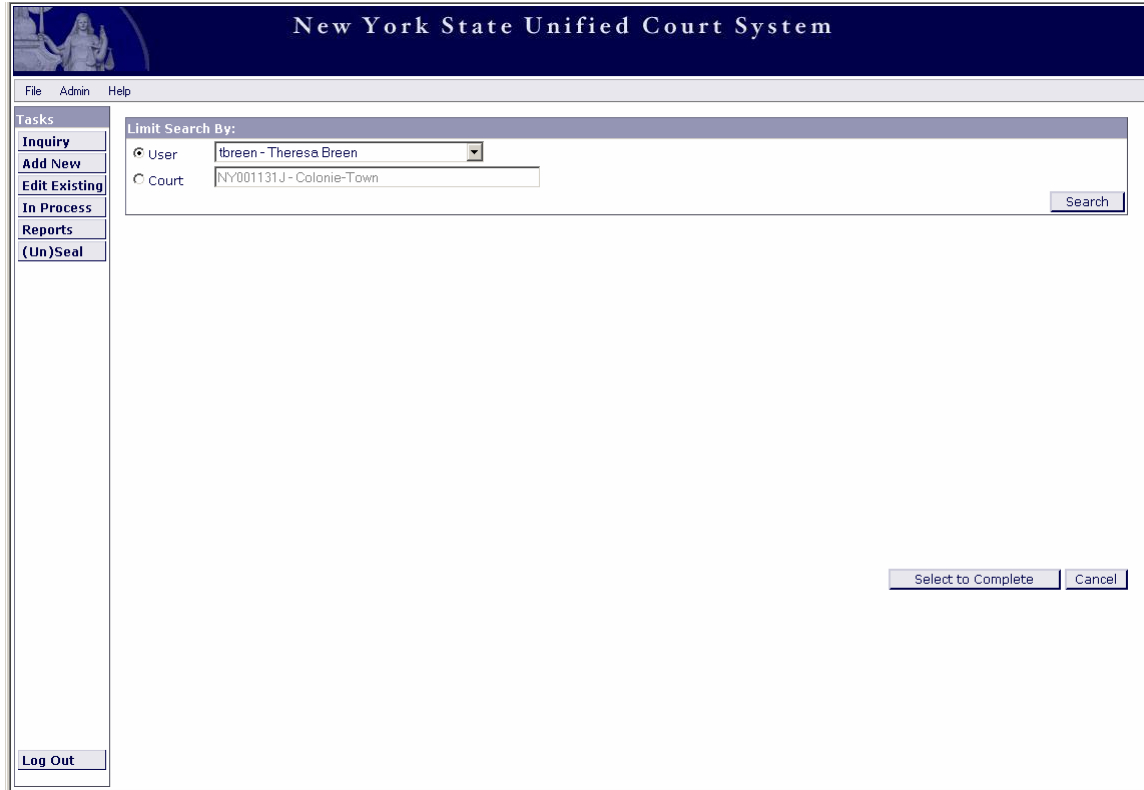 New York State Unified Court System
File Admin Help
Tasks
Inquiry
Add New
Edit Existing
In Process
Reports
(Un)Seal
Log Out
Limit Search By:
User tbreen - Theresa Breen
Court NY001131J - Colonie-Town
Search
Select to Complete Cancel